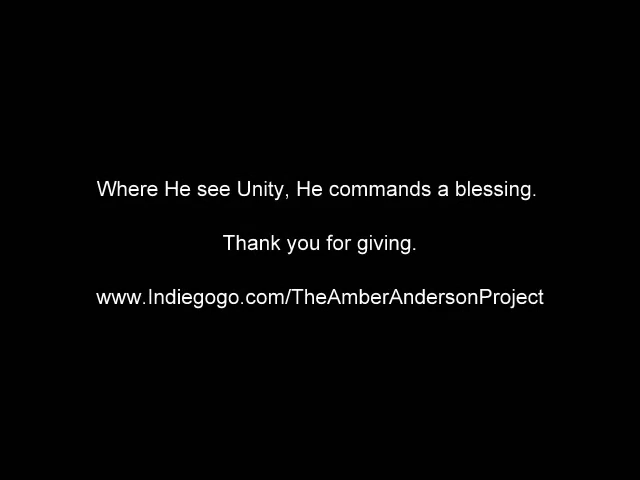 Where He see Unity, He commands a blessing.
Thank you for giving.
www.Indiegogo.com/TheAmberAndersonProject